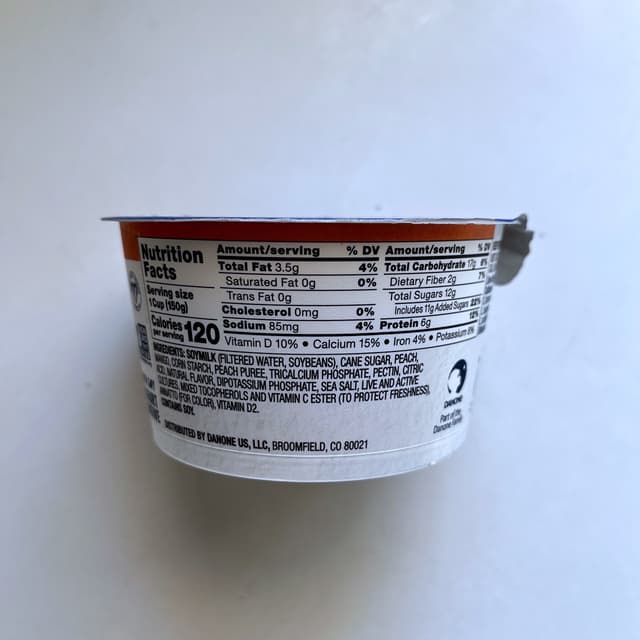 Nutrition
Facts
Serving size
1 Cup (150g)
Calories
per serving 120
Amount/serving % DV
Total Fat 3.5g 4%
Saturated Fat 0g 0%
Trans Fat 0g
Cholesterol 0mg 0%
Sodium 85mg 4%
Amount/serving % DV
Total Carbohydrate 17g 6%
Dietary Fiber 2g 7%
Total Sugars 12g
Includes 11g Added Sugars 22%
Protein 6g 12%
Vitamin D 10% • Calcium 15% • Iron 4% • Potassium 6%
INGREDIENTS: SOYMILK (FILTERED WATER, SOYBEANS), CANE SUGAR, PEACH,
MANGO, CORN STARCH, PEACH PUREE, TRICALCIUM PHOSPHATE, PECTIN, CITRIC
ACID, NATURAL FLAVOR, DIPOTASSIUM PHOSPHATE, SEA SALT, LIVE AND ACTIVE
CULTURES, MIXED TOCOPHEROLS AND VITAMIN C ESTER (TO PROTECT FRESHNESS),
ANNATTO (FOR COLOR), VITAMIN D2.
CONTAINS SOY.
DISTRIBUTED BY DANONE US, LLC, BROOMFIELD, CO 80021
DANONE
Part of the
Danone Family